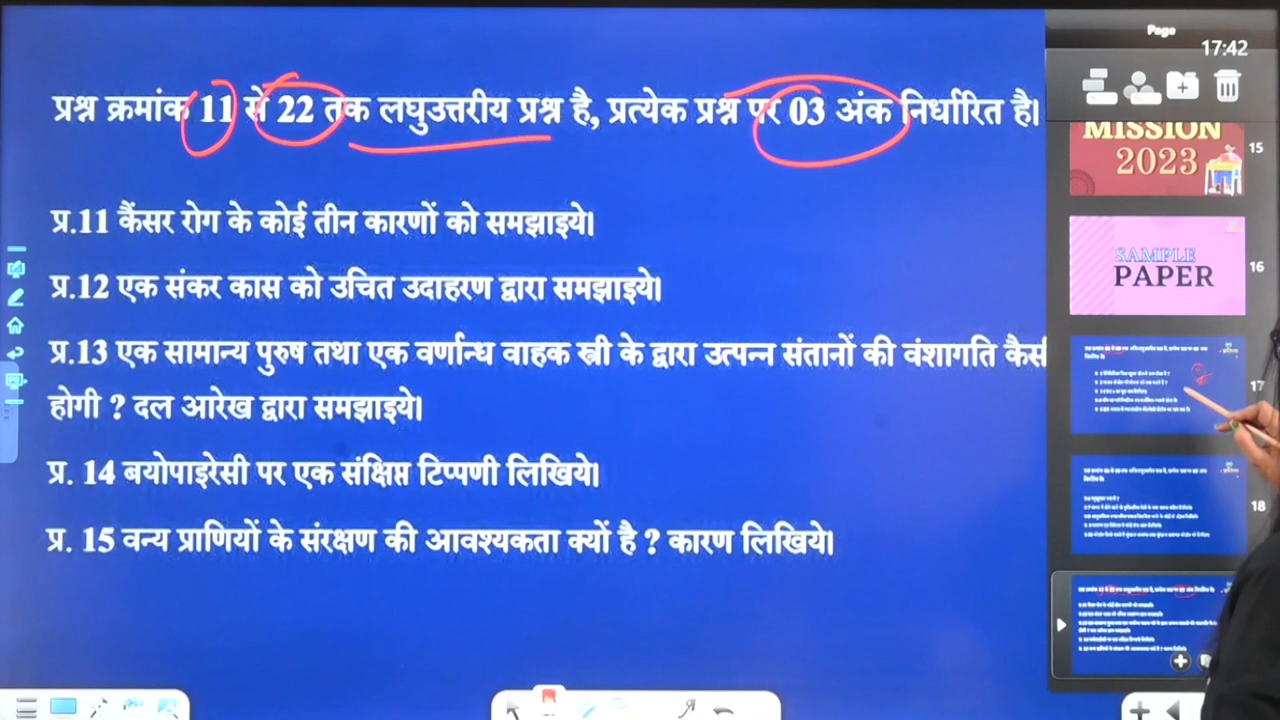 प्रश्न क्रमांक 11 से 22 तक लघुउत्तरीय प्रश्न है, प्रत्येक प्रश्न पर 03 अंक निर्धारित है।
प्र.11 कैंसर रोग के कोई तीन कारणों को समझाइये।
प्र.12 एक संकर कास को उचित उदाहरण द्वारा समझाइये।
प्र.13 एक सामान्य पुरुष तथा एक वर्णान्ध वाहक स्त्री के द्वारा उत्पन्न संतानों की वंशागति कैसी
होगी ? दल आरेख द्वारा समझाइये।
प्र. 14 बयोपाइरेसी पर एक संक्षिप्त टिप्पणी लिखिये।
प्र. 15 वन्य प्राणियों के संरक्षण की आवश्यकता क्यों है ? कारण लिखिये।
Page
17:42
MISSION
2023
15
SAMPLE
PAPER
16
17
18